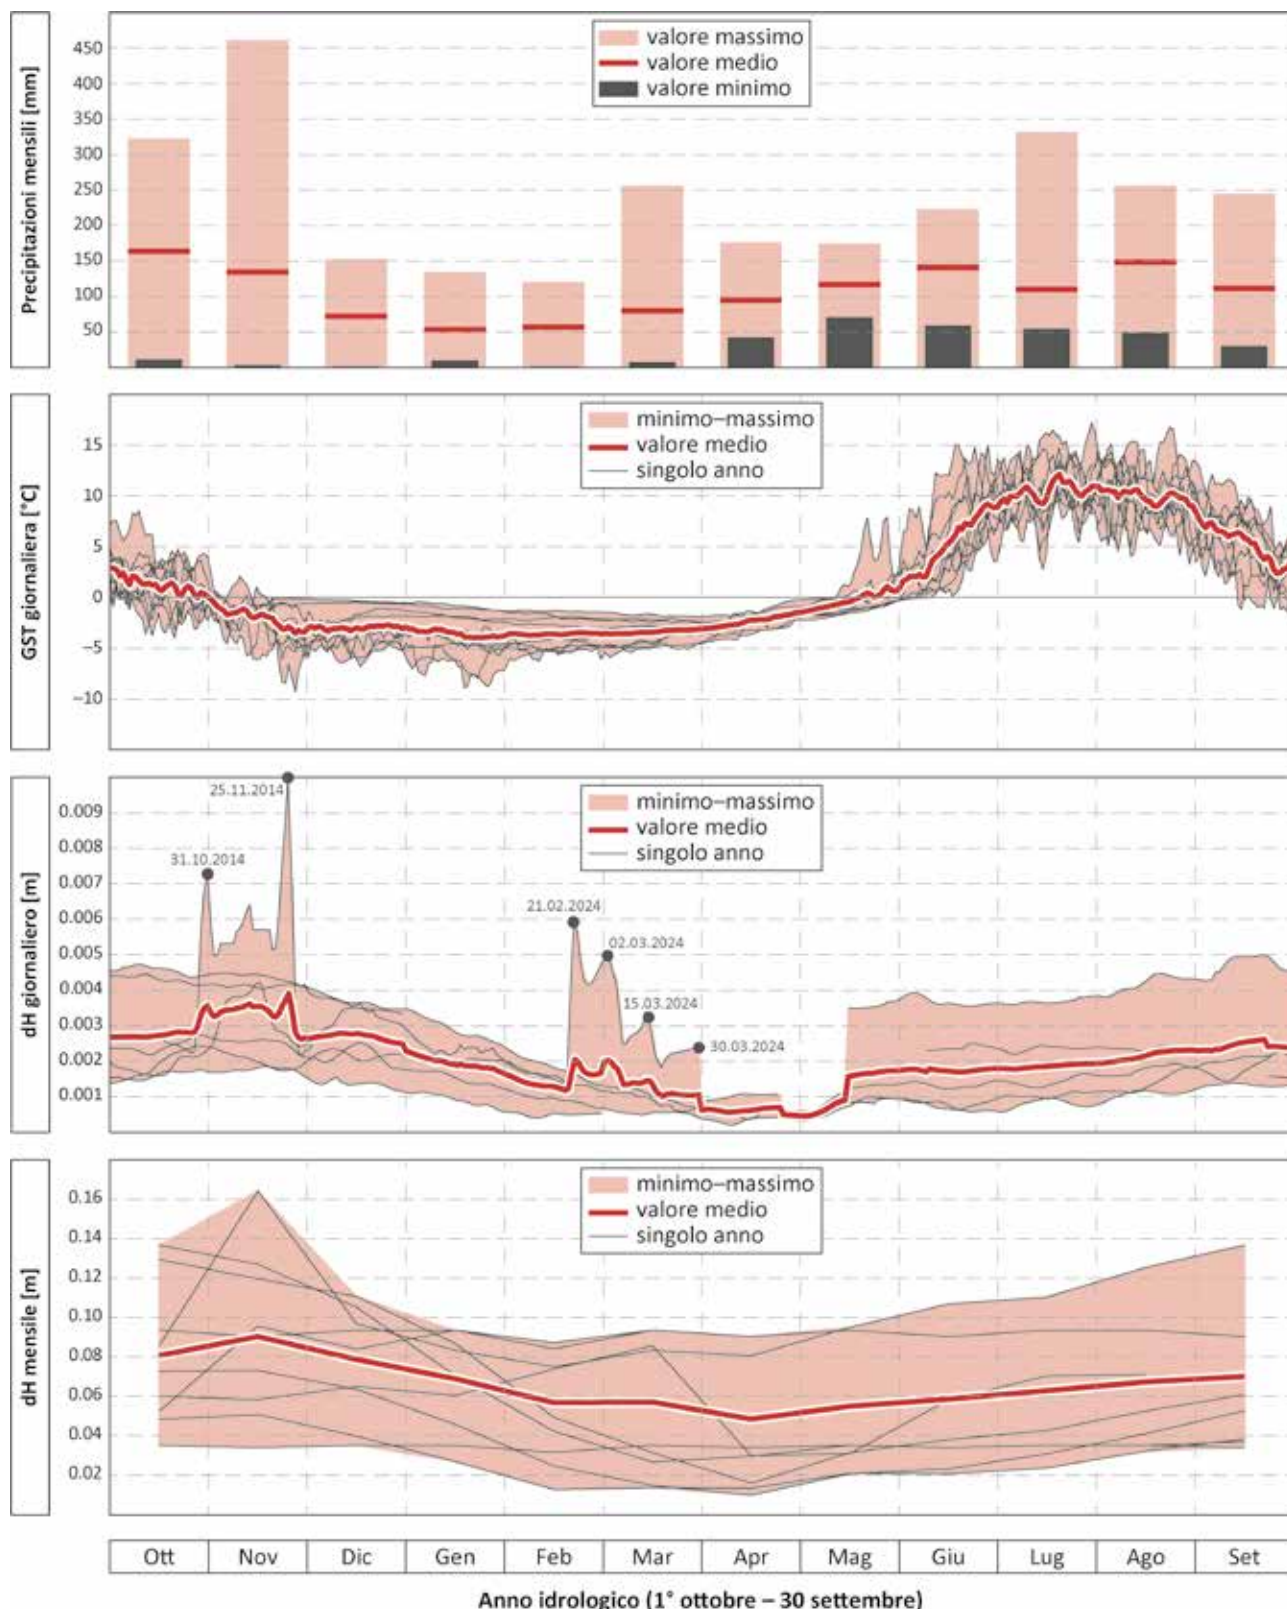 Precipitazioni mensili [mm]
450
400
350
300
250
200
150
100
50
valore massimo
valore medio
valore minimo
GST giornaliera [°C]
15
10
5
0
−5
−10
minimo–massimo
valore medio
singolo anno
dH giornaliero [m]
0.009
0.008
0.007
0.006
0.005
0.004
0.003
0.002
0.001
minimo–massimo
valore medio
singolo anno
25.11.2014
31.10.2014
21.02.2024
02.03.2024
15.03.2024
30.03.2024
dH mensile [m]
0.16
0.14
0.12
0.10
0.08
0.06
0.04
0.02
minimo–massimo
valore medio
singolo anno
Ott Nov Dic Gen Feb Mar Apr Mag Giu Lug Ago Set
Anno idrologico (1° ottobre – 30 settembre)